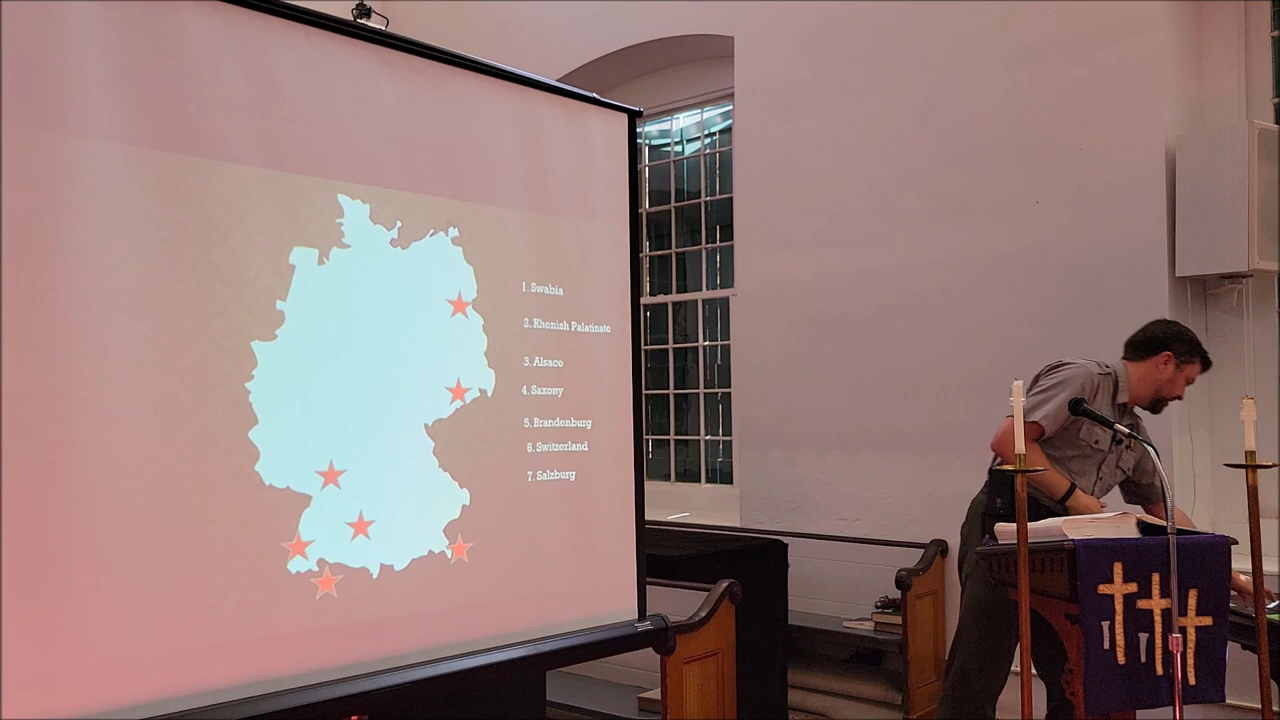 1. Swabia
2. Rhenish Palatinate
3. Alsace
4. Saxony
5. Brandenburg
6. Switzerland
7. Salzburg